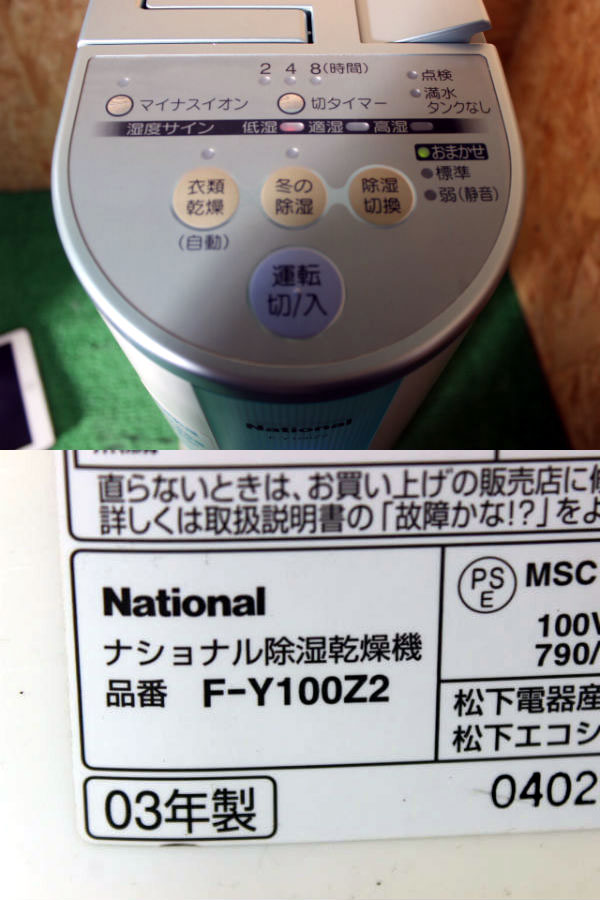 2 4 8(時間)
点検
マイナスイオン 切タイマー
満水
タンクなし
湿度サイン 低湿 適湿 高湿
おまかせ
標準
弱(静音)
衣類
乾燥
冬の
除湿
除湿
切換
(自動)
運転
切/入
National
直らないときは、お買い上げの販売店に修
詳しくは取扱説明書の「故障かな!?」をよ
National
ナショナル除湿乾燥機
品番 F-Y100Z2
PS
E
MSC
100V
790/
松下電器産
松下エコシ
03年製
0402